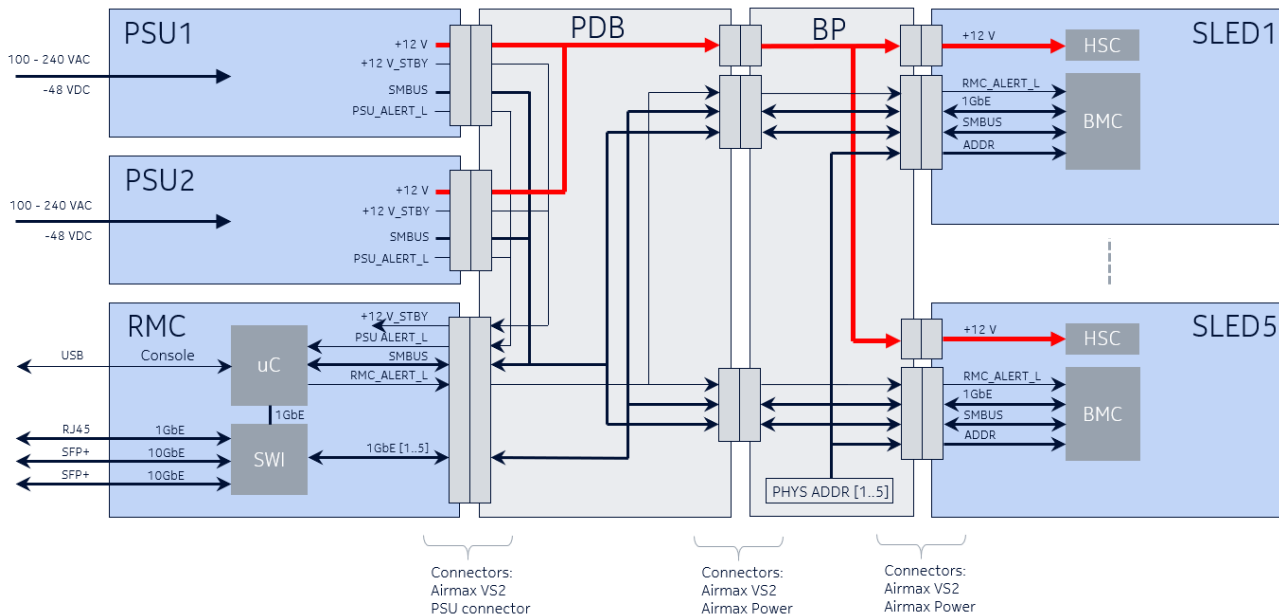 PSU1
PDB
BP
SLED1
+12 V
+12 V
HSC
100 - 240 VAC
-48 VDC
+12 V_STBY
SMBUS
PSU_ALERT_L
RMC_ALERT_L
1GbE
SMBUS
ADDR
BMC
PSU2
100 - 240 VAC
-48 VDC
+12 V
+12 V_STBY
SMBUS
PSU_ALERT_L
RMC
SLED5
+12 V_STBY
PSU ALERT_L
SMBUS
RMC_ALERT_L
USB
Console
uC
1GbE
RJ45
1GbE
SFP+
10GbE
SFP+
10GbE
SWI
1GbE [1..5]
+12 V
HSC
RMC_ALERT_L
1GbE
SMBUS
ADDR
BMC
PHYS ADDR [1..5]
Connectors:
Airmax VS2
PSU connector
Connectors:
Airmax VS2
Airmax Power
Connectors:
Airmax VS2
Airmax Power